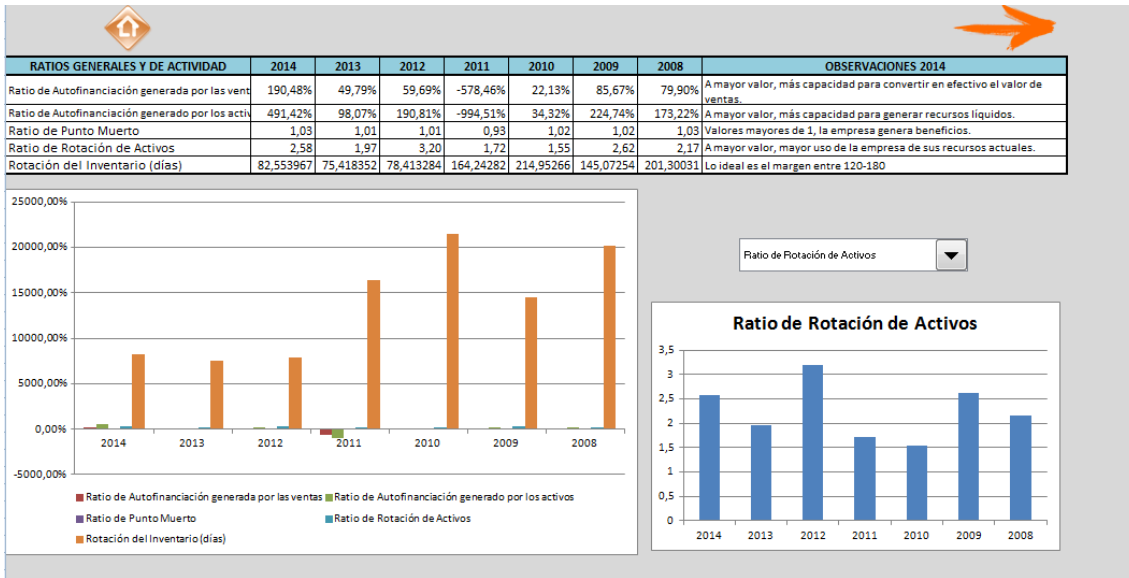 RATIOS GENERALES Y DE ACTIVIDAD 2014 2013 2012 2011 2010 2009 2008 OBSERVACIONES 2014
Ratio de Autofinanciación generada por las vent 190,48% 49,79% 59,69% -578,46% 22,13% 85,67% 79,90% A mayor valor, más capacidad para convertir en efectivo el valor de
ventas.
Ratio de Autofinanciación generado por los activ 491,42% 98,07% 190,81% -994,51% 34,32% 224,74% 173,22% A mayor valor, más capacidad para generar recursos líquidos.
Ratio de Punto Muerto 1,03 1,01 1,01 0,93 1,02 1,02 1,03 Valores mayores de 1, la empresa genera beneficios.
Ratio de Rotación de Activos 2,58 1,97 3,20 1,72 1,55 2,62 2,17 A mayor valor, mayor uso de la empresa de sus recursos actuales.
Rotación del Inventario (días) 82,553967 75,418352 78,413284 164,24282 214,95266 145,07254 201,30031 Lo ideal es el margen entre 120-180
25000,00%
20000,00%
15000,00%
10000,00%
5000,00%
0,00%
-5000,00%
2014 2013 2012 2011 2010 2009 2008
Ratio de Autofinanciación generada por las ventas Ratio de Autofinanciación generado por los activos
Ratio de Punto Muerto Ratio de Rotación de Activos
Rotación del Inventario (días)
Ratio de Rotación de Activos
Ratio de Rotación de Activos
3,5
3
2,5
2
1,5
1
0,5
0
2014 2013 2012 2011 2010 2009 2008